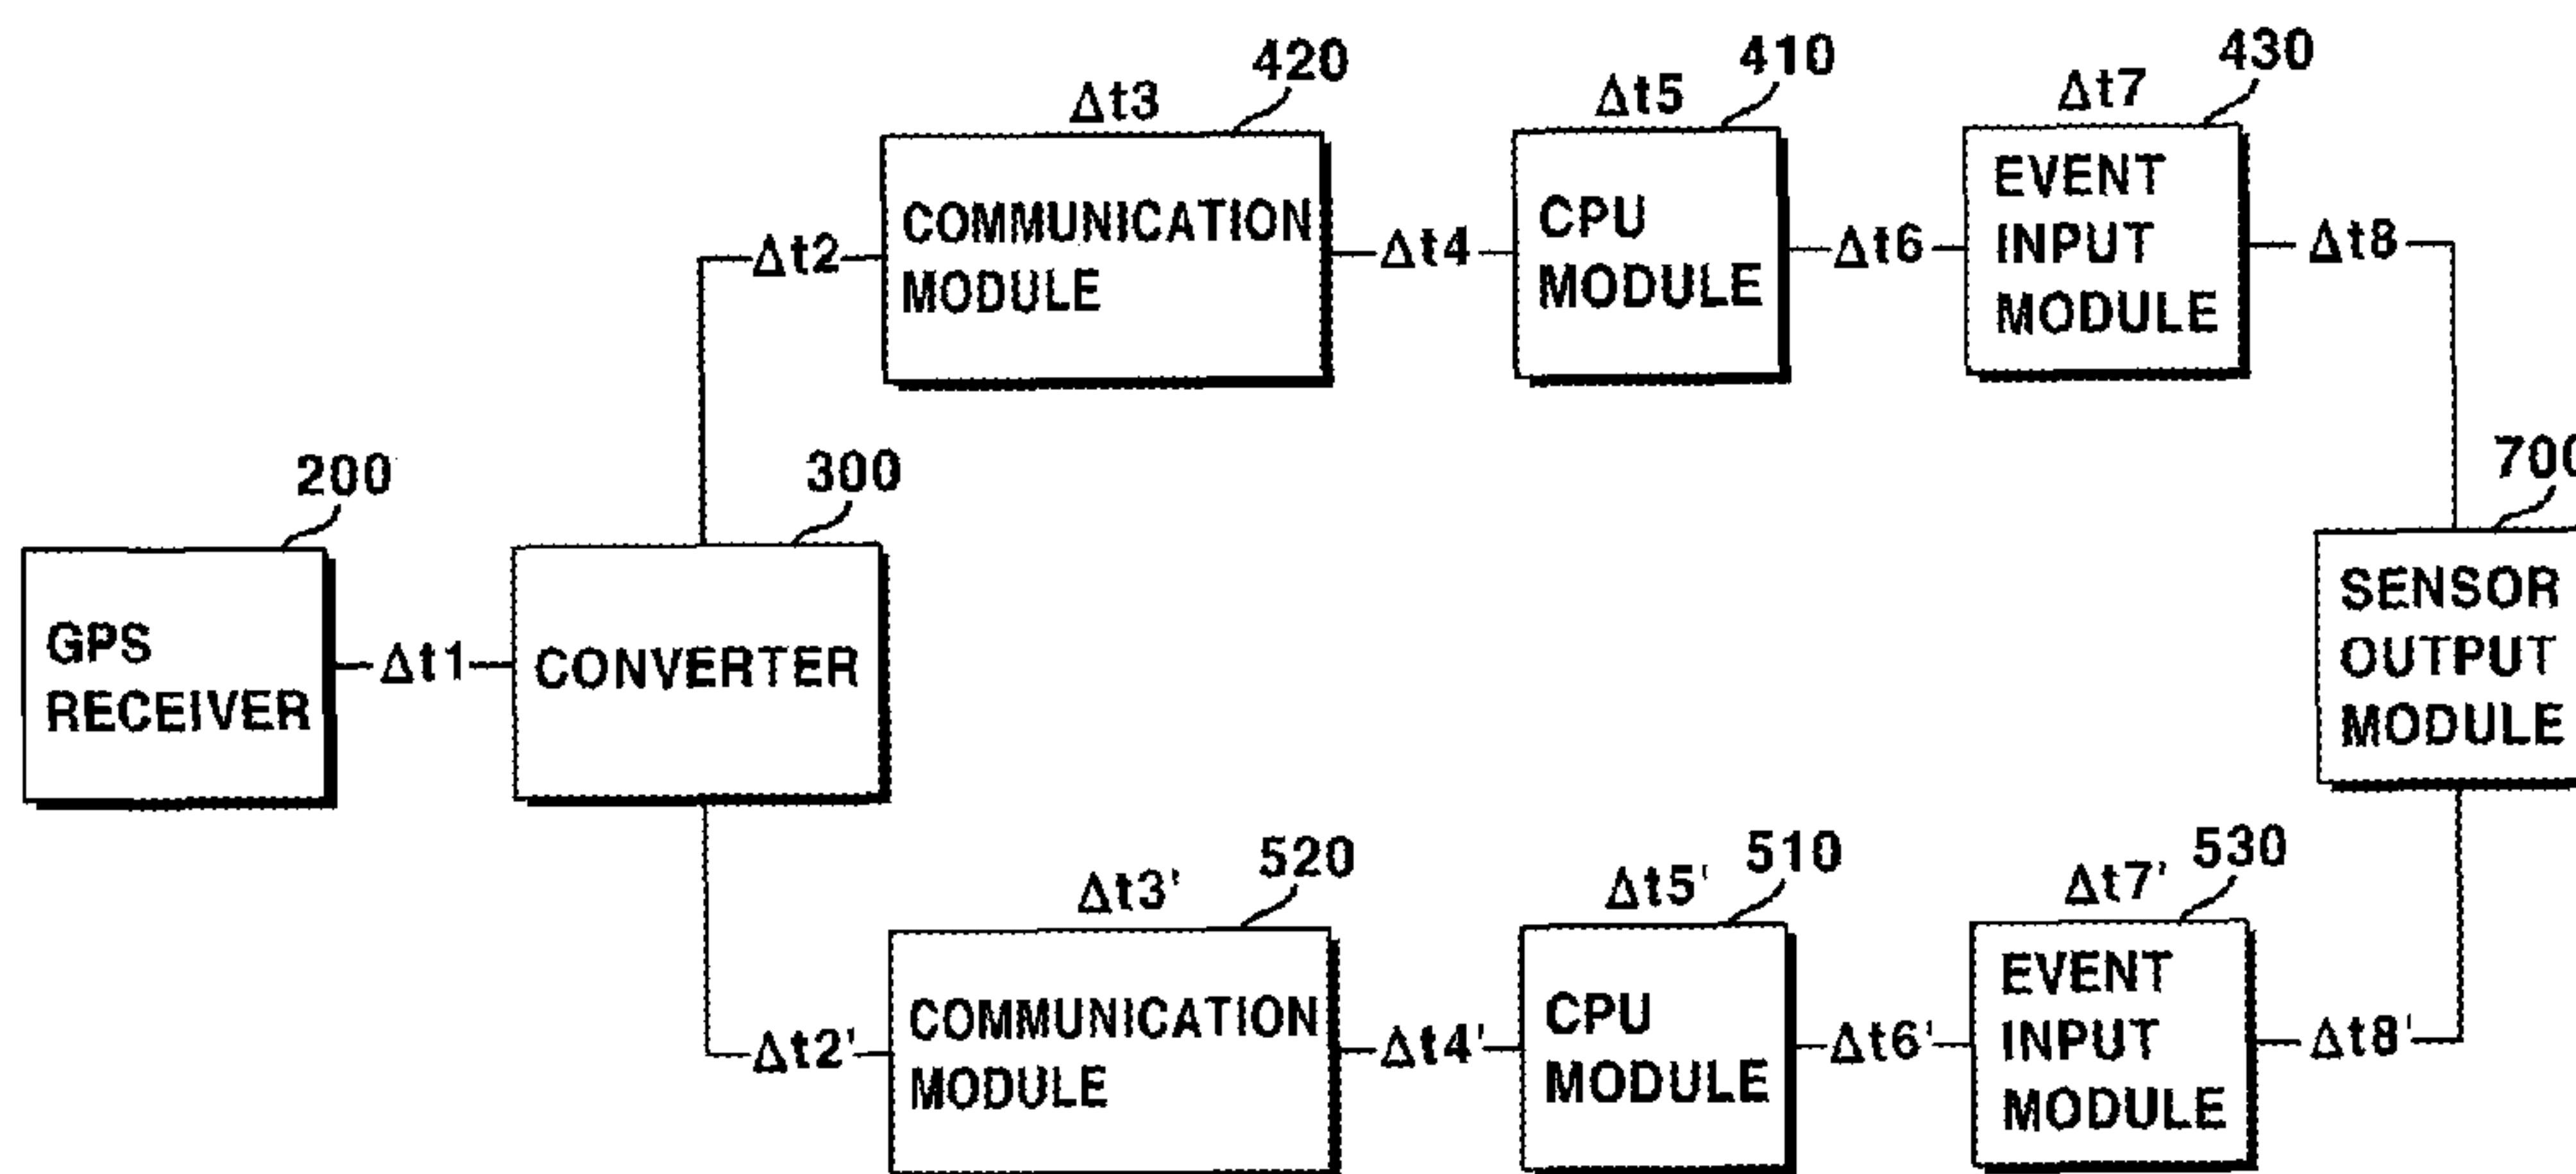 420
410
430
Δt3
Δt5
Δt7
COMMUNICATION
MODULE
CPU
MODULE
EVENT
INPUT
MODULE
Δt2
Δt4
Δt6
Δt8
200
300
700
GPS
RECEIVER
Δt1
CONVERTER
SENSOR
OUTPUT
MODULE
520
510
530
Δt3'
Δt5'
Δt7'
COMMUNICATION
MODULE
CPU
MODULE
EVENT
INPUT
MODULE
Δt2'
Δt4'
Δt6'
Δt8'